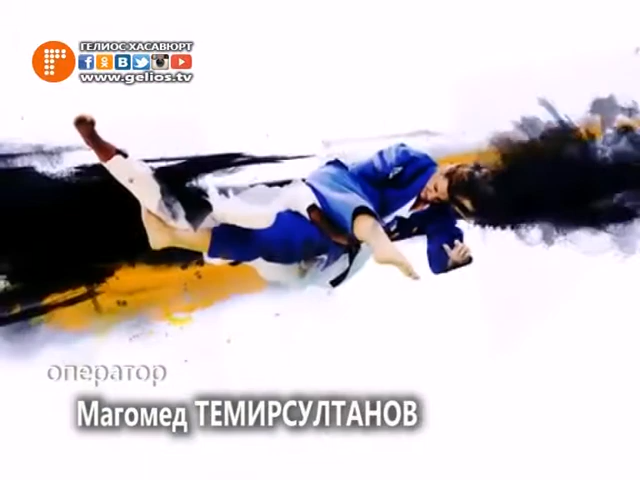 ГЕЛИОС ХАСАВЮРТ
www.gelios.tv
оператор
Магомед ТЕМИРСУЛТАНОВ